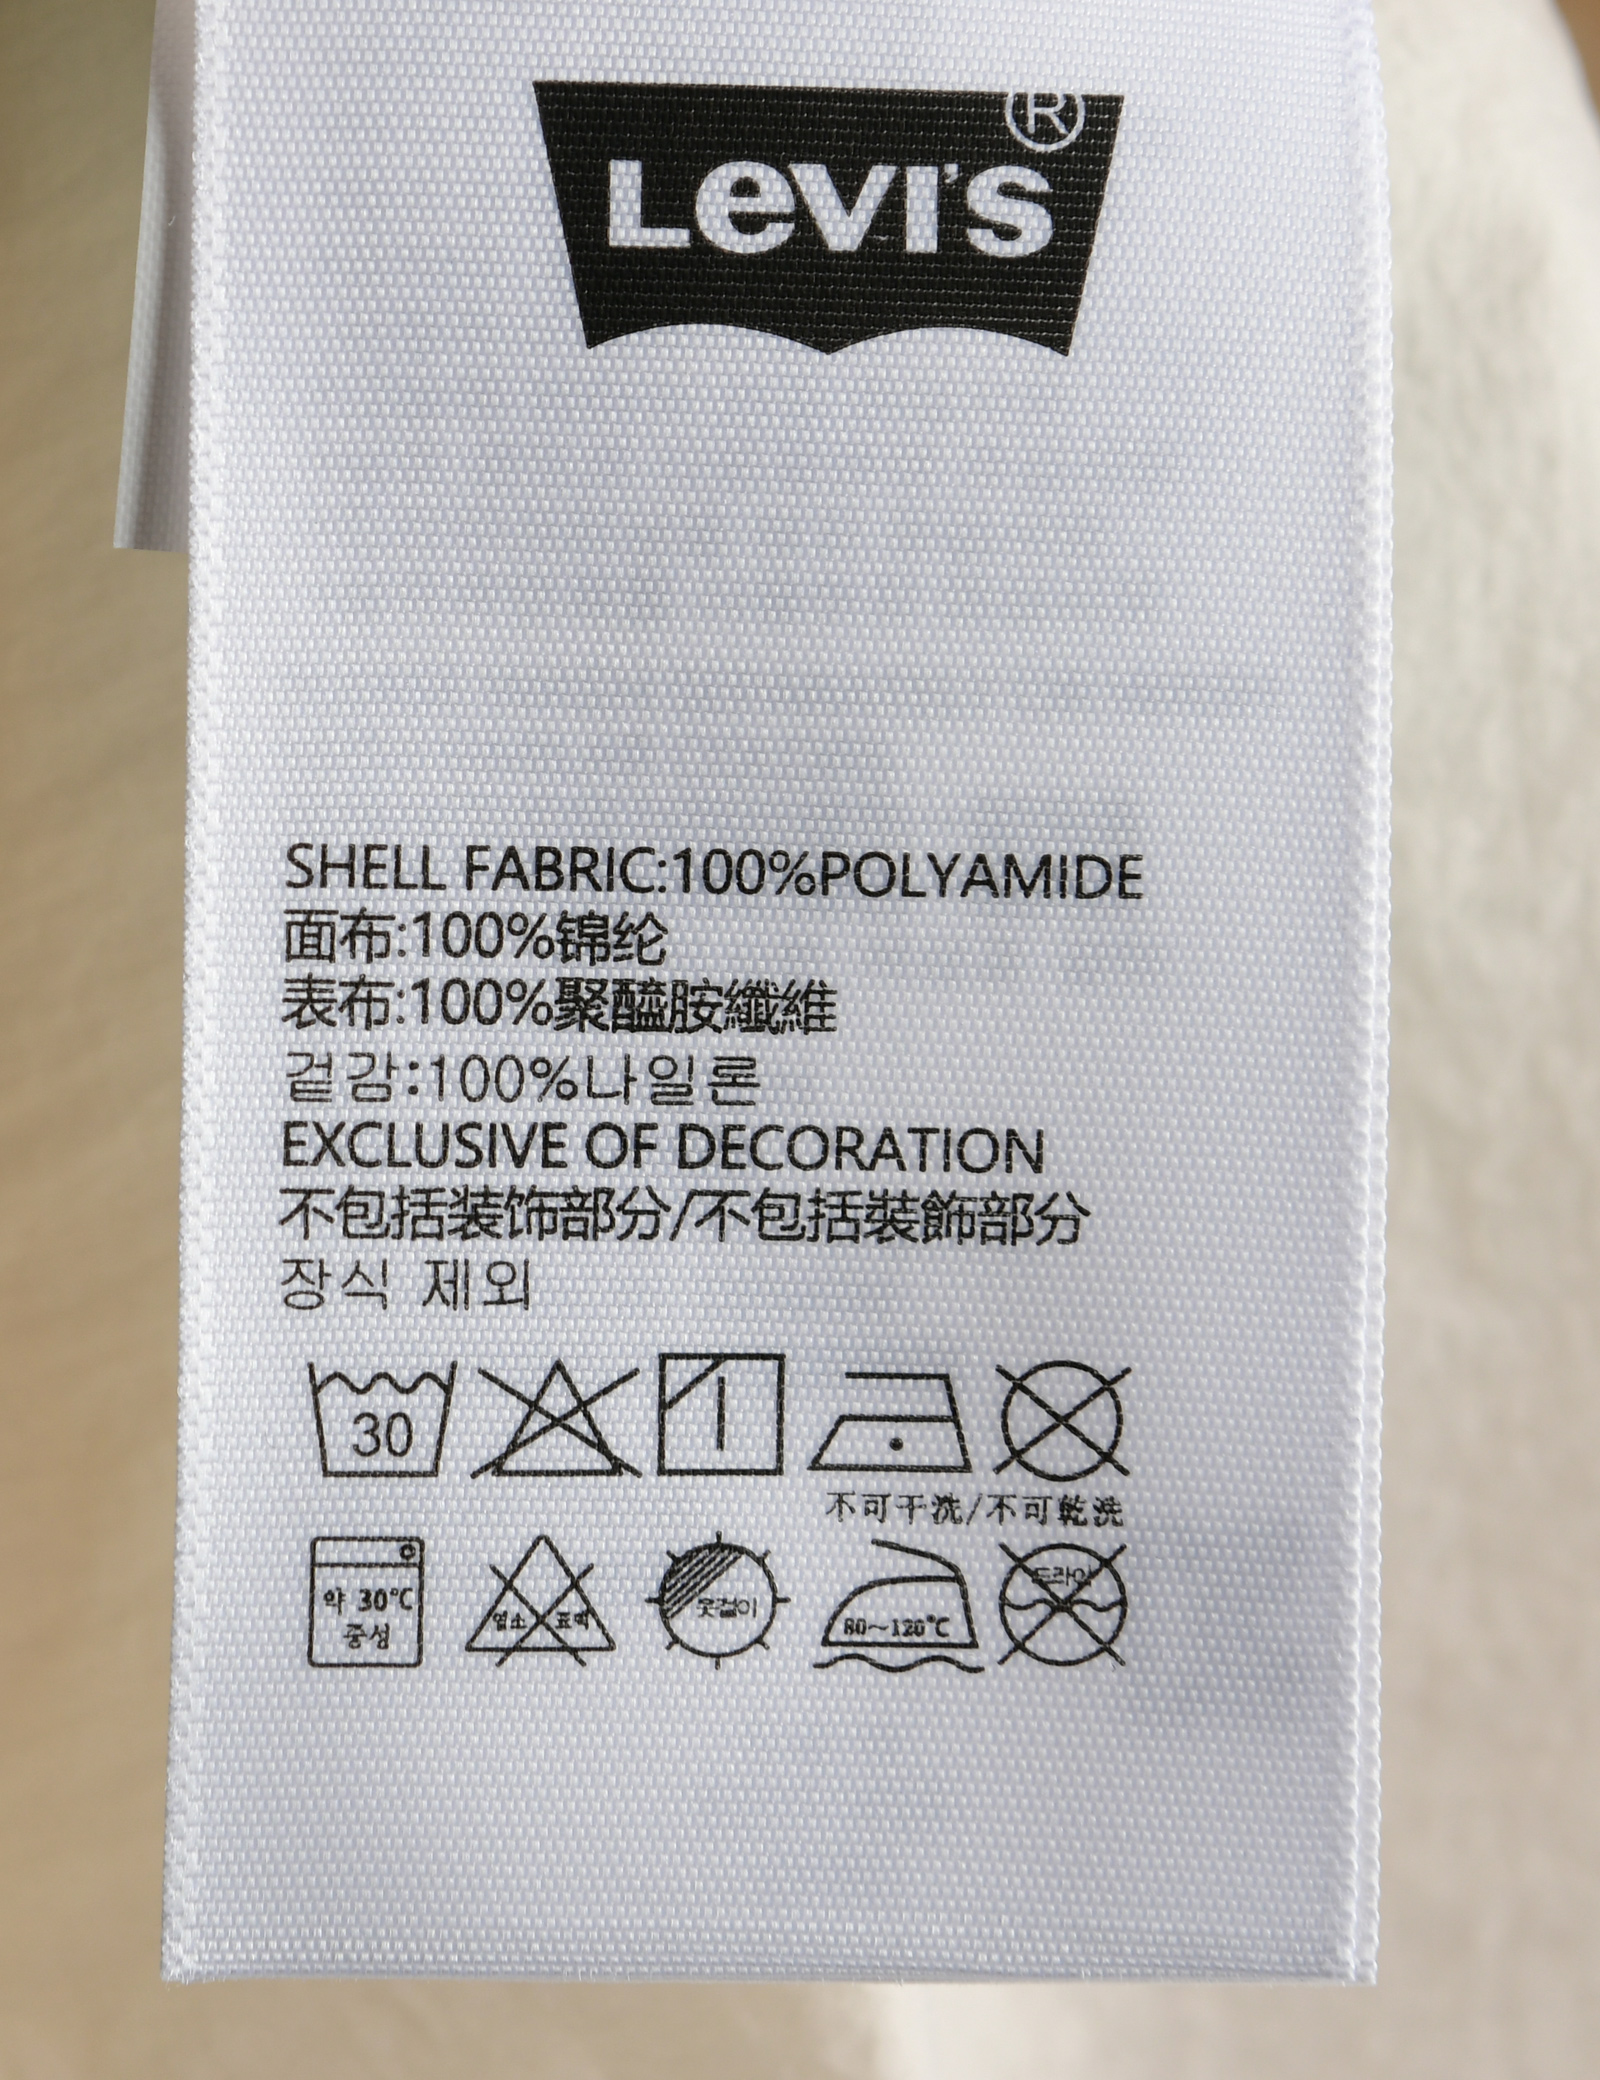 LEVI'S®
SHELL FABRIC:100%POLYAMIDE
面布:100%锦纶
表布:100%聚醯胺纖維
겉감:100%나일론
EXCLUSIVE OF DECORATION
不包括装饰部分/不包括裝飾部分
장식 제외
30
不可干洗/不可乾洗
약 30℃
중성
염소 표백
옷걸이
80~120℃
드라이